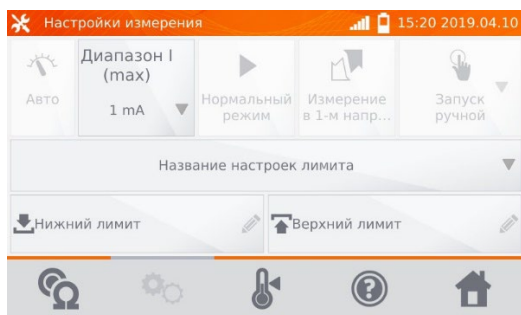 Настройки измерения 15:20 2019.04.10
Авто
Диапазон I
(max)
1 mA
Нормальный
режим
Измерение
в 1-м напр...
Запуск
ручной
Название настроек лимита
Нижний лимит
Верхний лимит